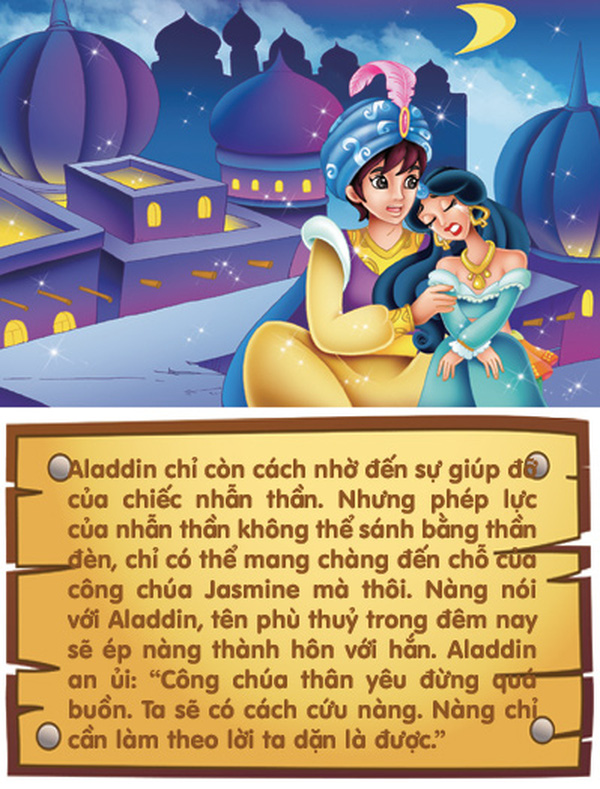 Aladdin chỉ còn cách nhờ đến sự giúp đỡ
của chiếc nhẫn thần. Nhưng phép lực
của nhẫn thần không thể sánh bằng thần
đèn, chỉ có thể mang chàng đến chỗ của
công chúa Jasmine mà thôi. Nàng nói
với Aladdin, tên phù thuỷ trong đêm nay
sẽ ép nàng thành hôn với hắn. Aladdin
an ủi: “Công chúa thân yêu đừng quá
buồn. Ta sẽ có cách cứu nàng. Nàng chỉ
cần làm theo lời ta dặn là được.”